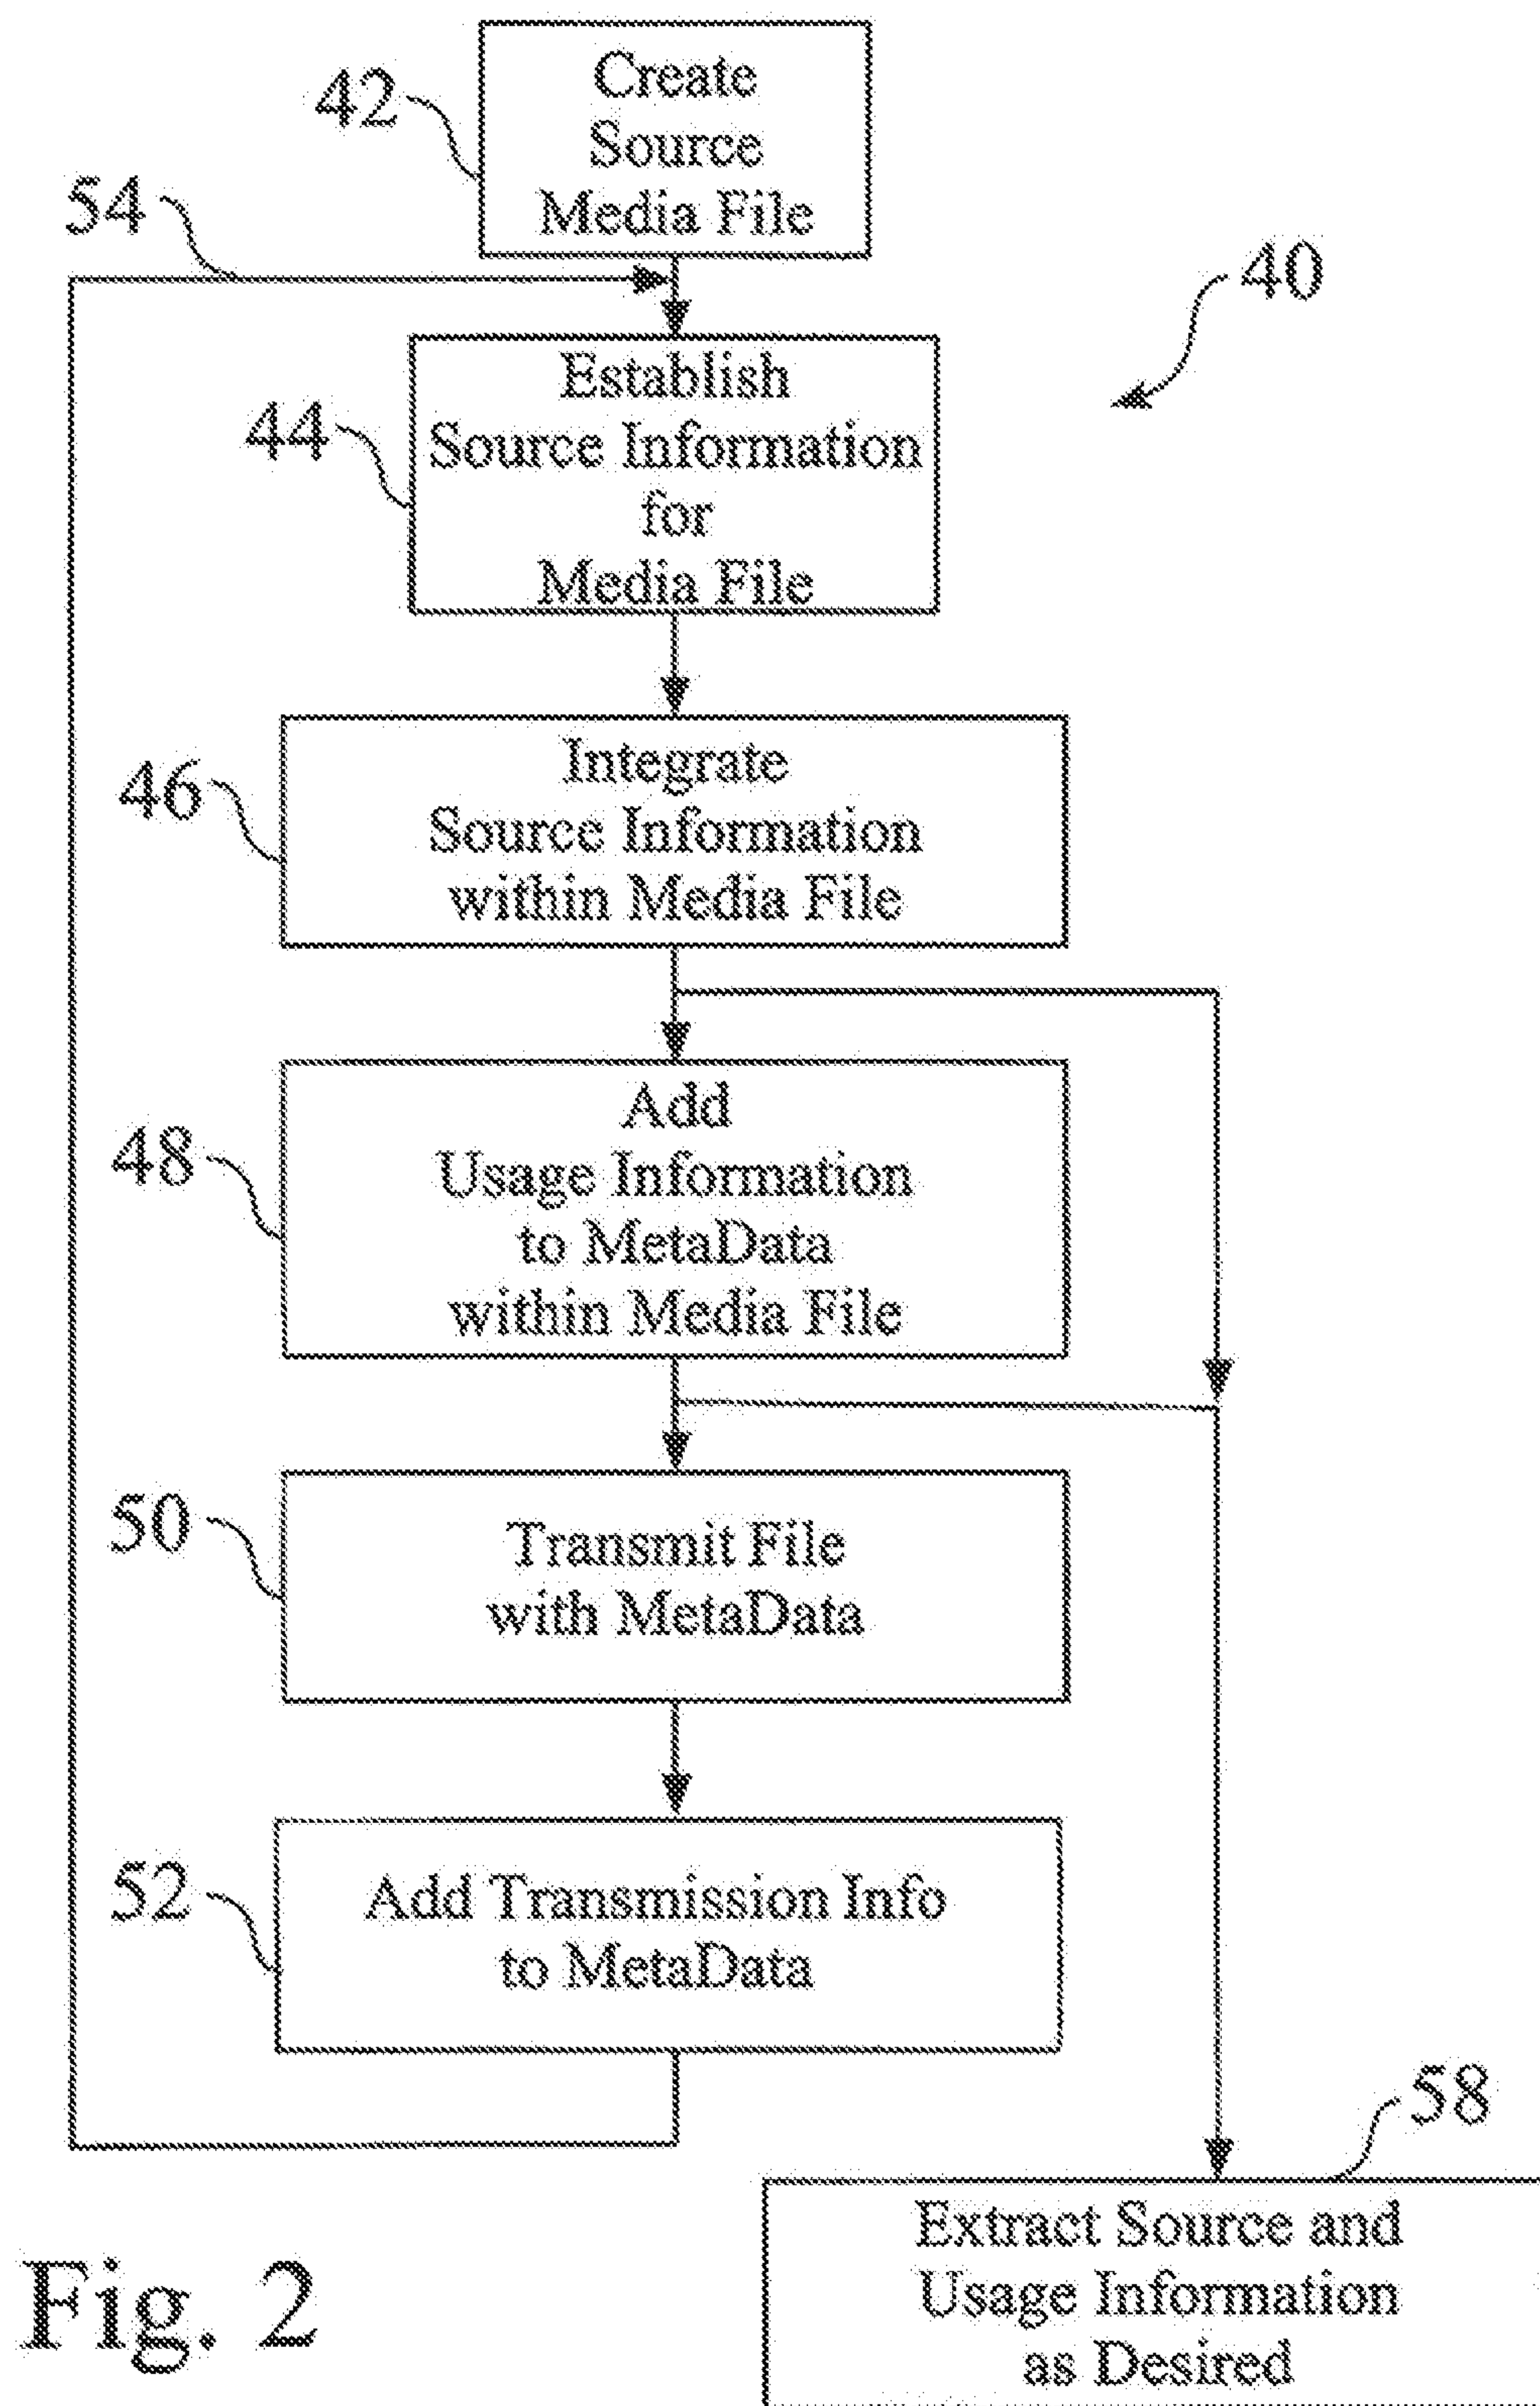 42
Create
Source
Media File
54
40
44
Establish
Source Information
for
Media File
46
Integrate
Source Information
within Media File
48
Add
Usage Information
to MetaData
within Media File
50
Transmit File
with MetaData
52
Add Transmission Info
to MetaData
58
Extract Source and
Usage Information
as Desired
Fig. 2